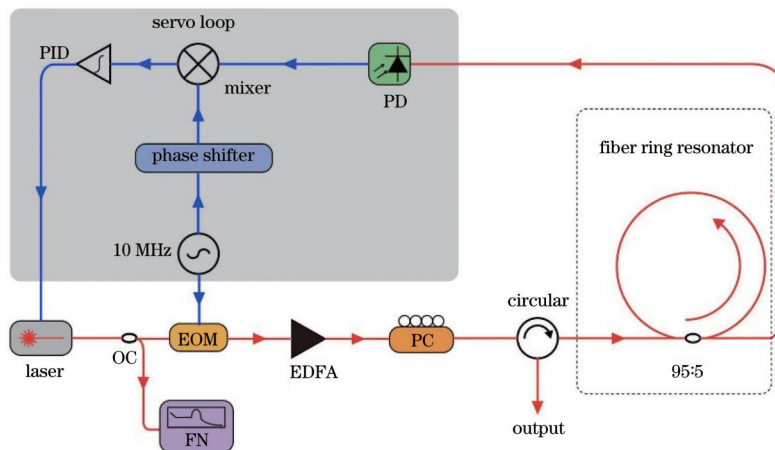 servo loop
PID
mixer
PD
phase shifter
fiber ring resonator
10 MHz
circular
laser
OC
EOM
EDFA
PC
95:5
FN
output